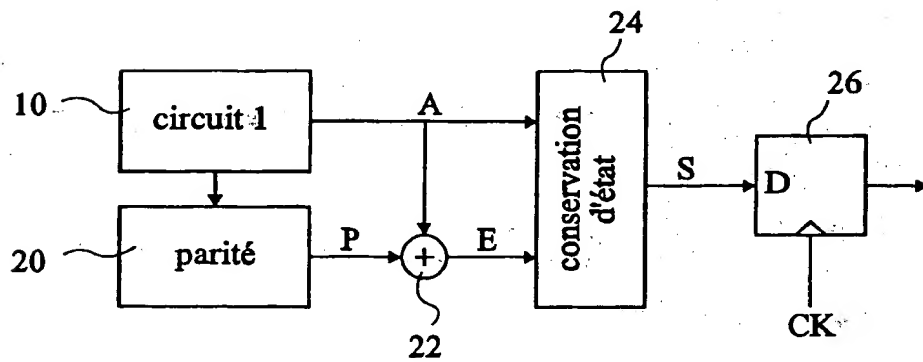 24
10
circuit 1
A
26
conservation
d'état
S
D
20
parité
P
+
E
22
CK